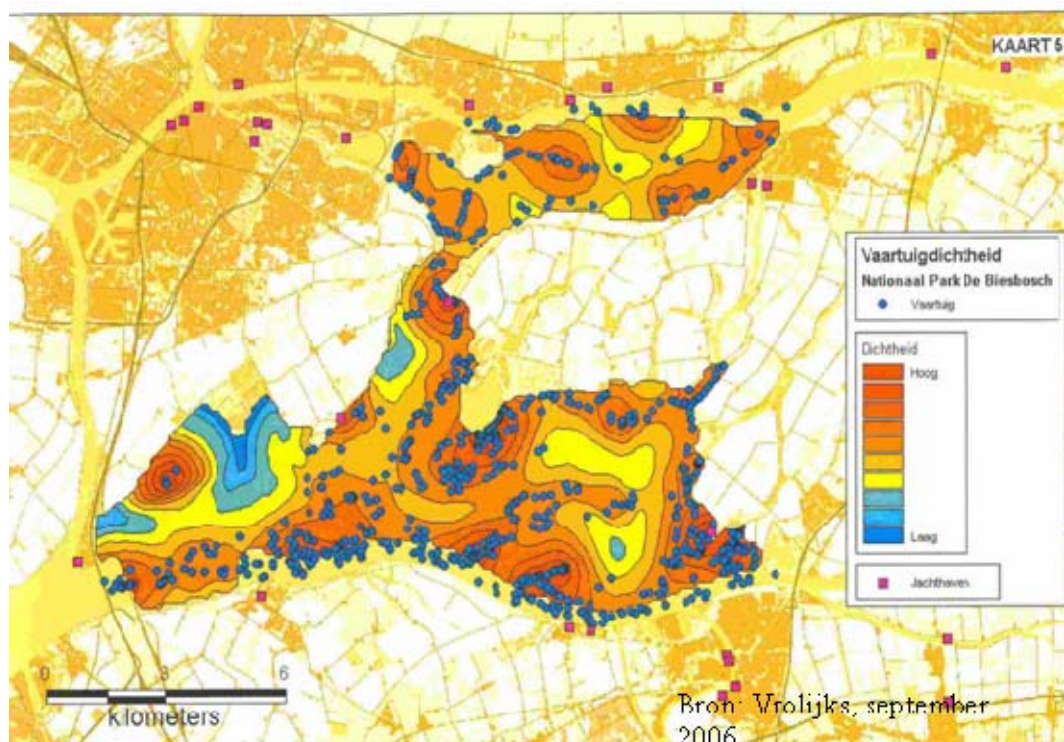 KAART 5
Vaartuigdichtheid
Nationaal Park De Biesbosch
Vaartuig
Dichtheid
Hoog
Laag
Jachthaven
0 3 6
kilometers
Bron: Vrolijks, september
2006